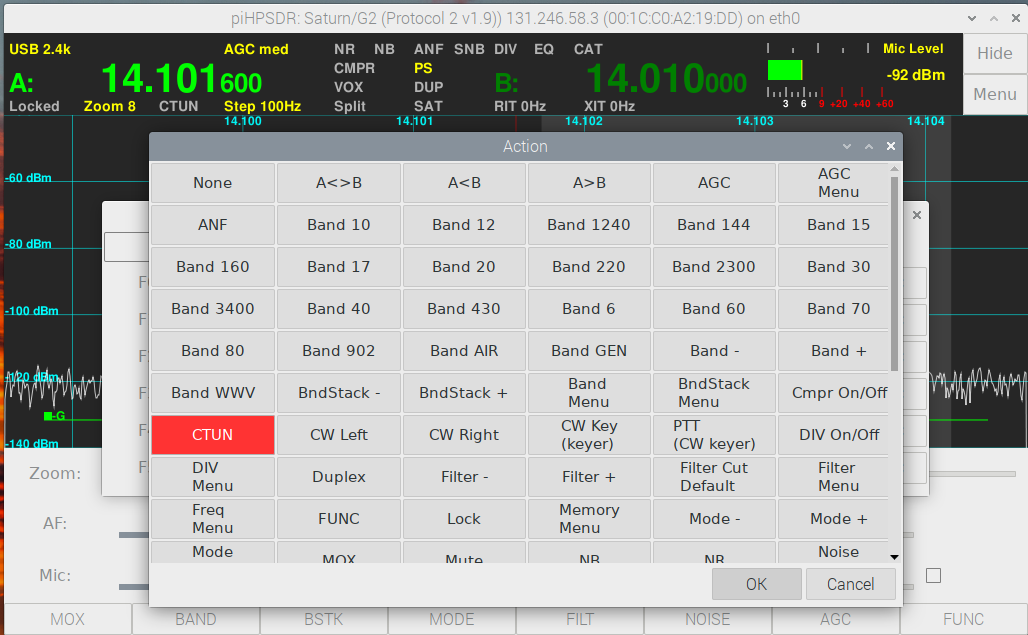 piHPSDR: Saturn/G2 (Protocol 2 v1.9)) 131.246.58.3 (00:1C:C0:A2:19:DD) on eth0
USB 2.4k AGC med NR NB ANF SNB DIV EQ CAT Mic Level Hide
CMPR PS
A: 14.101600 VOX DUP B: 14.010000 -92 dBm
Locked Zoom 8 CTUN Step 100Hz Split SAT RIT 0Hz XIT 0Hz 3 6 9 +20 +40 +60 Menu
14.100 14.101 14.102 14.103 14.104
Action
-60 dBm
-80 dBm
-100 dBm
-120 dBm
-G
-140 dBm
None A<>B A<B A>B AGC AGC
Menu
ANF Band 10 Band 12 Band 1240 Band 144 Band 15
Band 160 Band 17 Band 20 Band 220 Band 2300 Band 30
Band 3400 Band 40 Band 430 Band 6 Band 60 Band 70
Band 80 Band 902 Band AIR Band GEN Band - Band +
Band WWV BndStack - BndStack + Band
Menu BndStack
Menu Cmpr On/Off
CTUN CW Left CW Right CW Key
(keyer) PTT
(CW keyer) DIV On/Off
DIV
Menu Duplex Filter - Filter + Filter Cut
Default Filter
Menu
Freq
Menu FUNC Lock Memory
Menu Mode - Mode +
Mode MOX Mute NB NR Noise
OK Cancel
Zoom:
AF:
Mic:
MOX BAND BSTK MODE FILT NOISE AGC FUNC